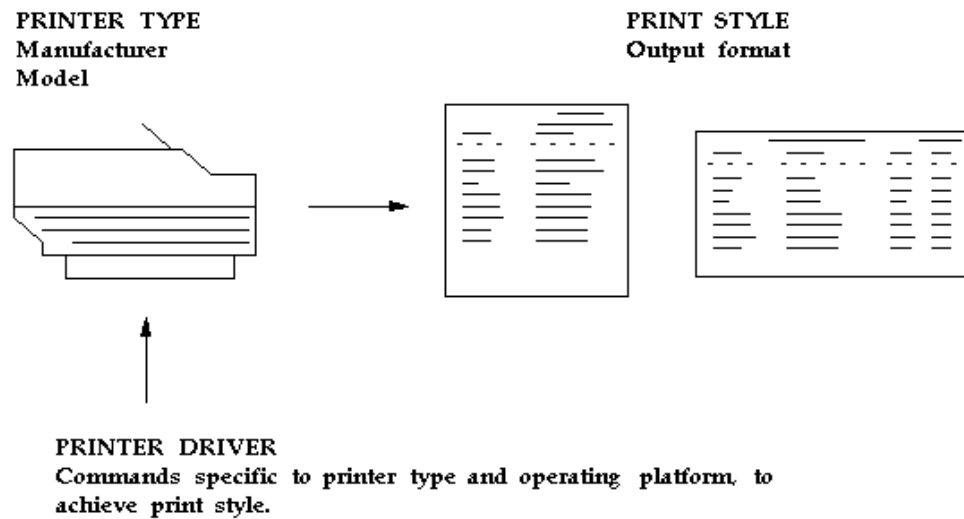 PRINTER TYPE
Manufacturer
Model
PRINT STYLE
Output format
PRINTER DRIVER
Commands specific to printer type and operating platform, to
achieve print style.